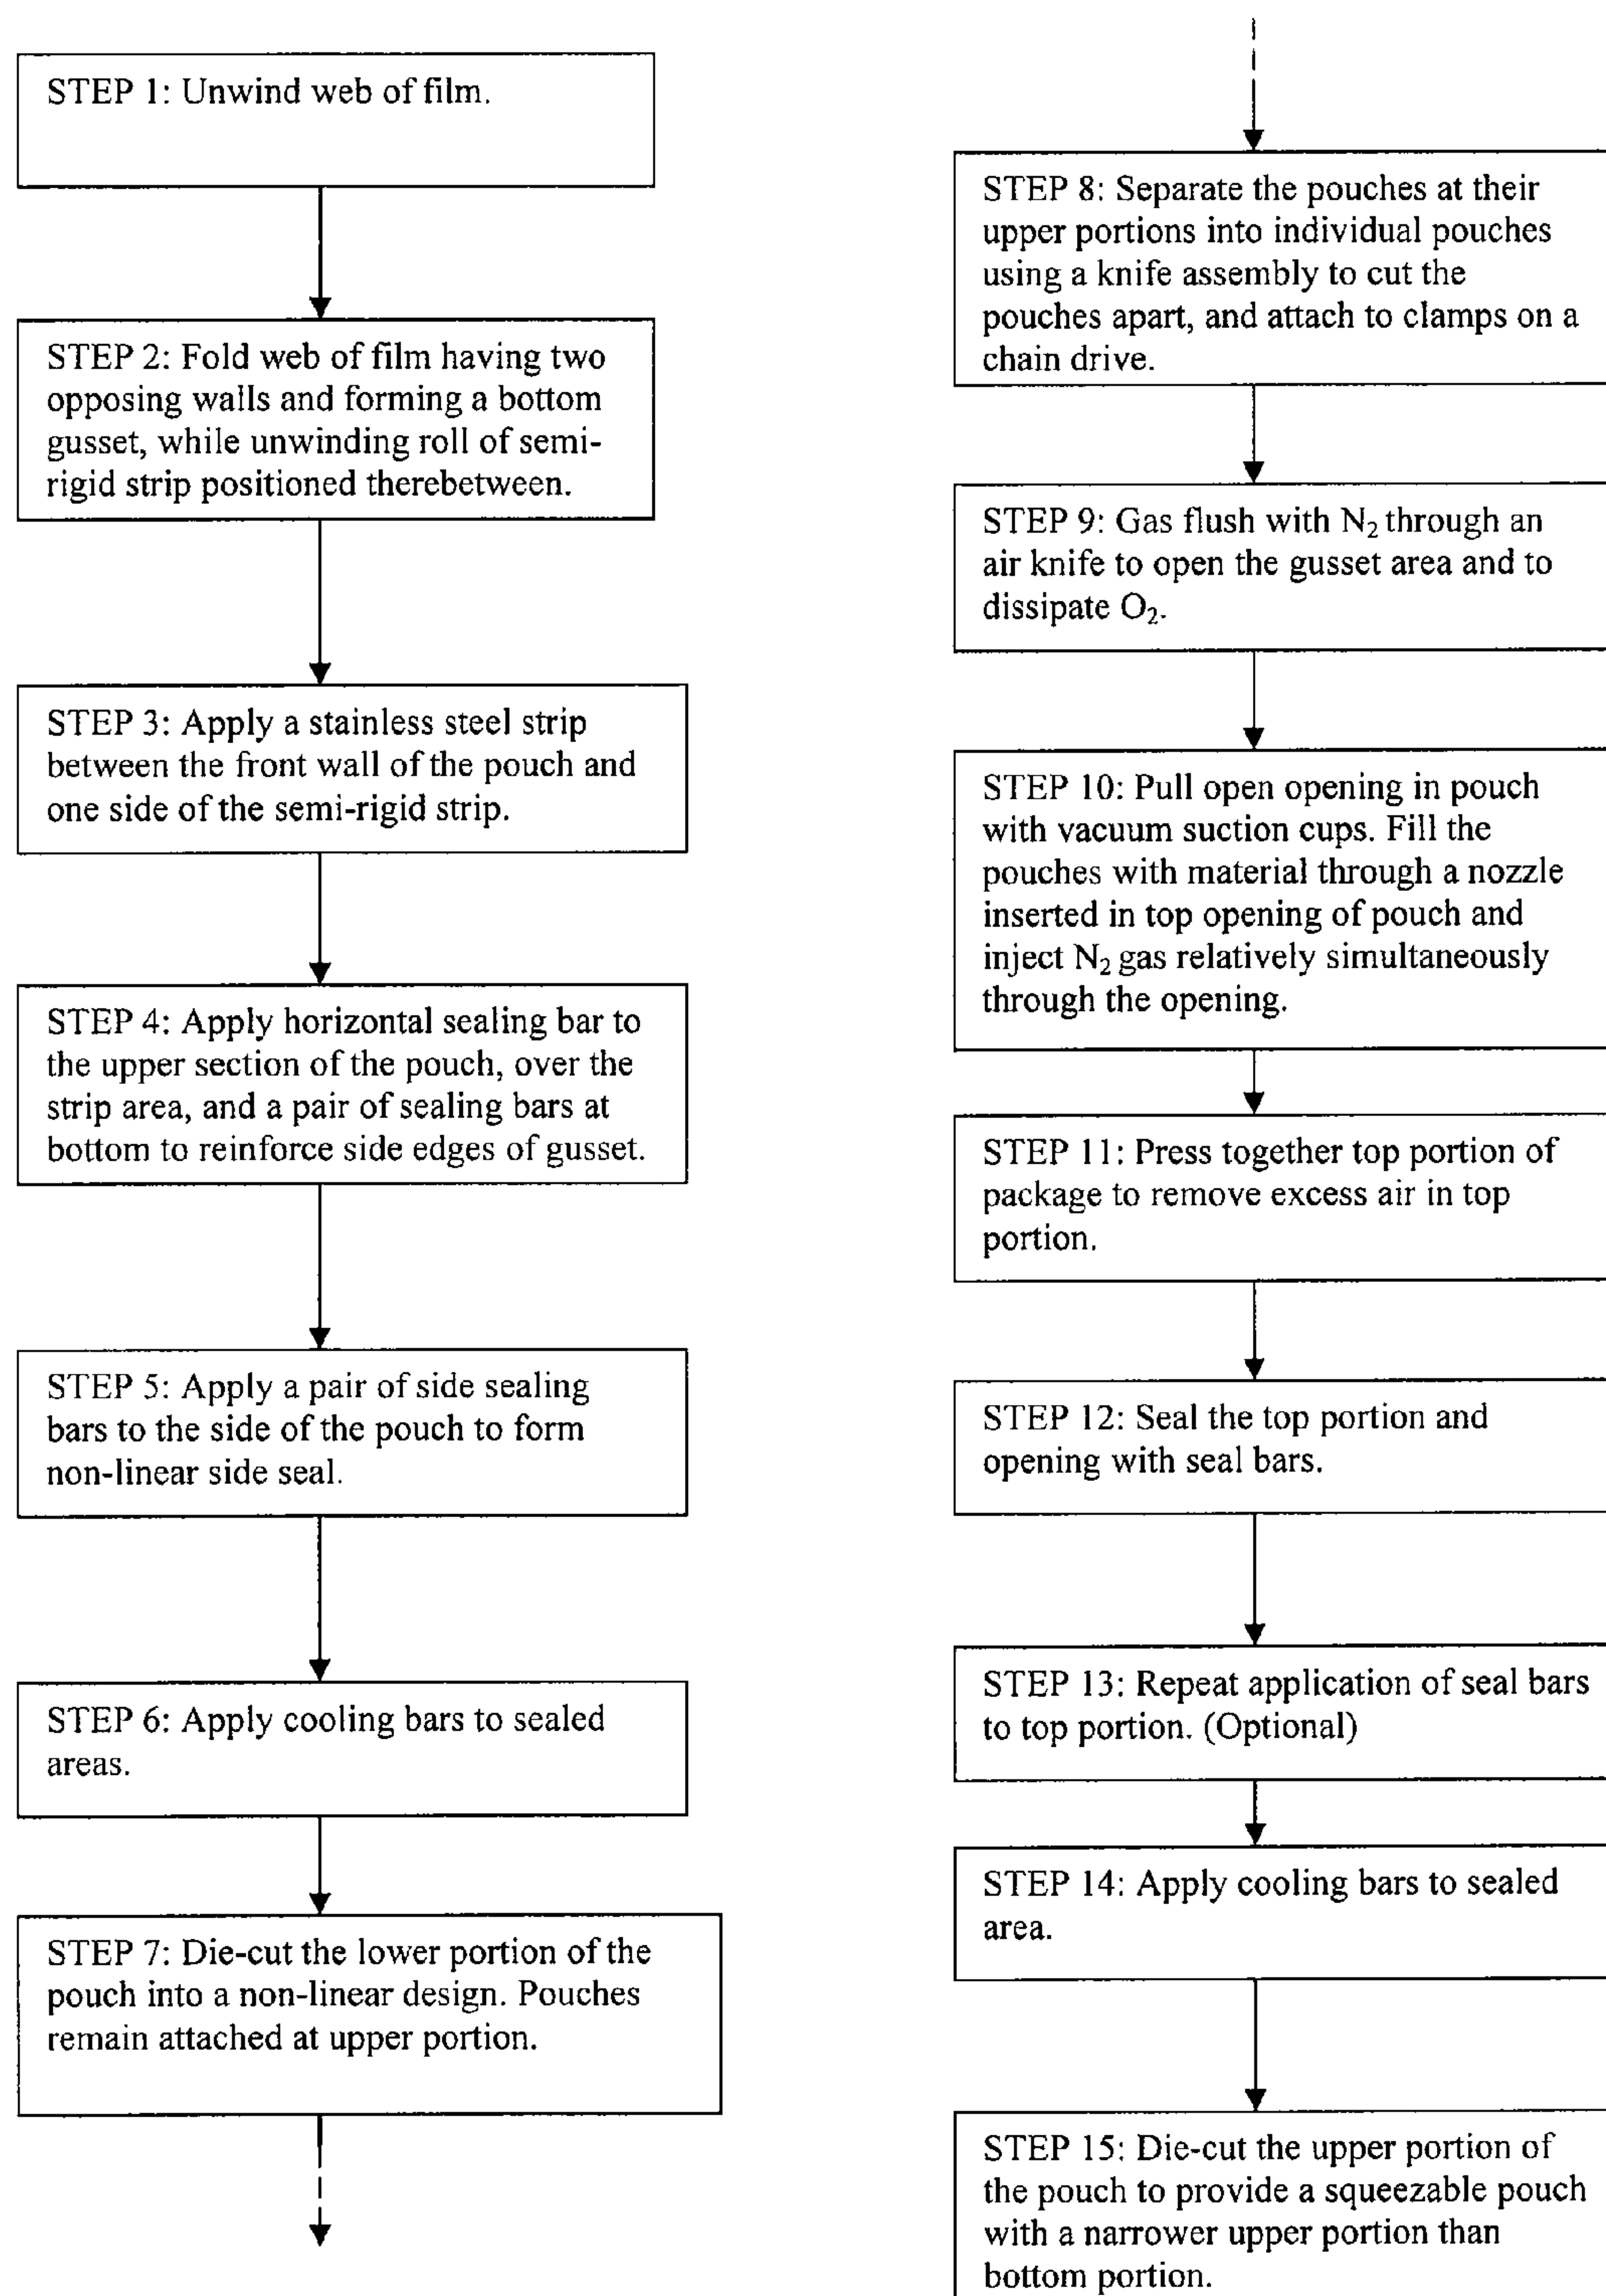 STEP 1: Unwind web of film.
STEP 2: Fold web of film having two
opposing walls and forming a bottom
gusset, while unwinding roll of semi-
rigid strip positioned therebetween.
STEP 3: Apply a stainless steel strip
between the front wall of the pouch and
one side of the semi-rigid strip.
STEP 4: Apply horizontal sealing bar to
the upper section of the pouch, over the
strip area, and a pair of sealing bars at
bottom to reinforce side edges of gusset.
STEP 5: Apply a pair of side sealing
bars to the side of the pouch to form
non-linear side seal.
STEP 6: Apply cooling bars to sealed
areas.
STEP 7: Die-cut the lower portion of the
pouch into a non-linear design. Pouches
remain attached at upper portion.
STEP 8: Separate the pouches at their
upper portions into individual pouches
using a knife assembly to cut the
pouches apart, and attach to clamps on a
chain drive.
STEP 9: Gas flush with N₂ through an
air knife to open the gusset area and to
dissipate O₂.
STEP 10: Pull open opening in pouch
with vacuum suction cups. Fill the
pouches with material through a nozzle
inserted in top opening of pouch and
inject N₂ gas relatively simultaneously
through the opening.
STEP 11: Press together top portion of
package to remove excess air in top
portion.
STEP 12: Seal the top portion and
opening with seal bars.
STEP 13: Repeat application of seal bars
to top portion. (Optional)
STEP 14: Apply cooling bars to sealed
area.
STEP 15: Die-cut the upper portion of
the pouch to provide a squeezable pouch
with a narrower upper portion than
bottom portion.